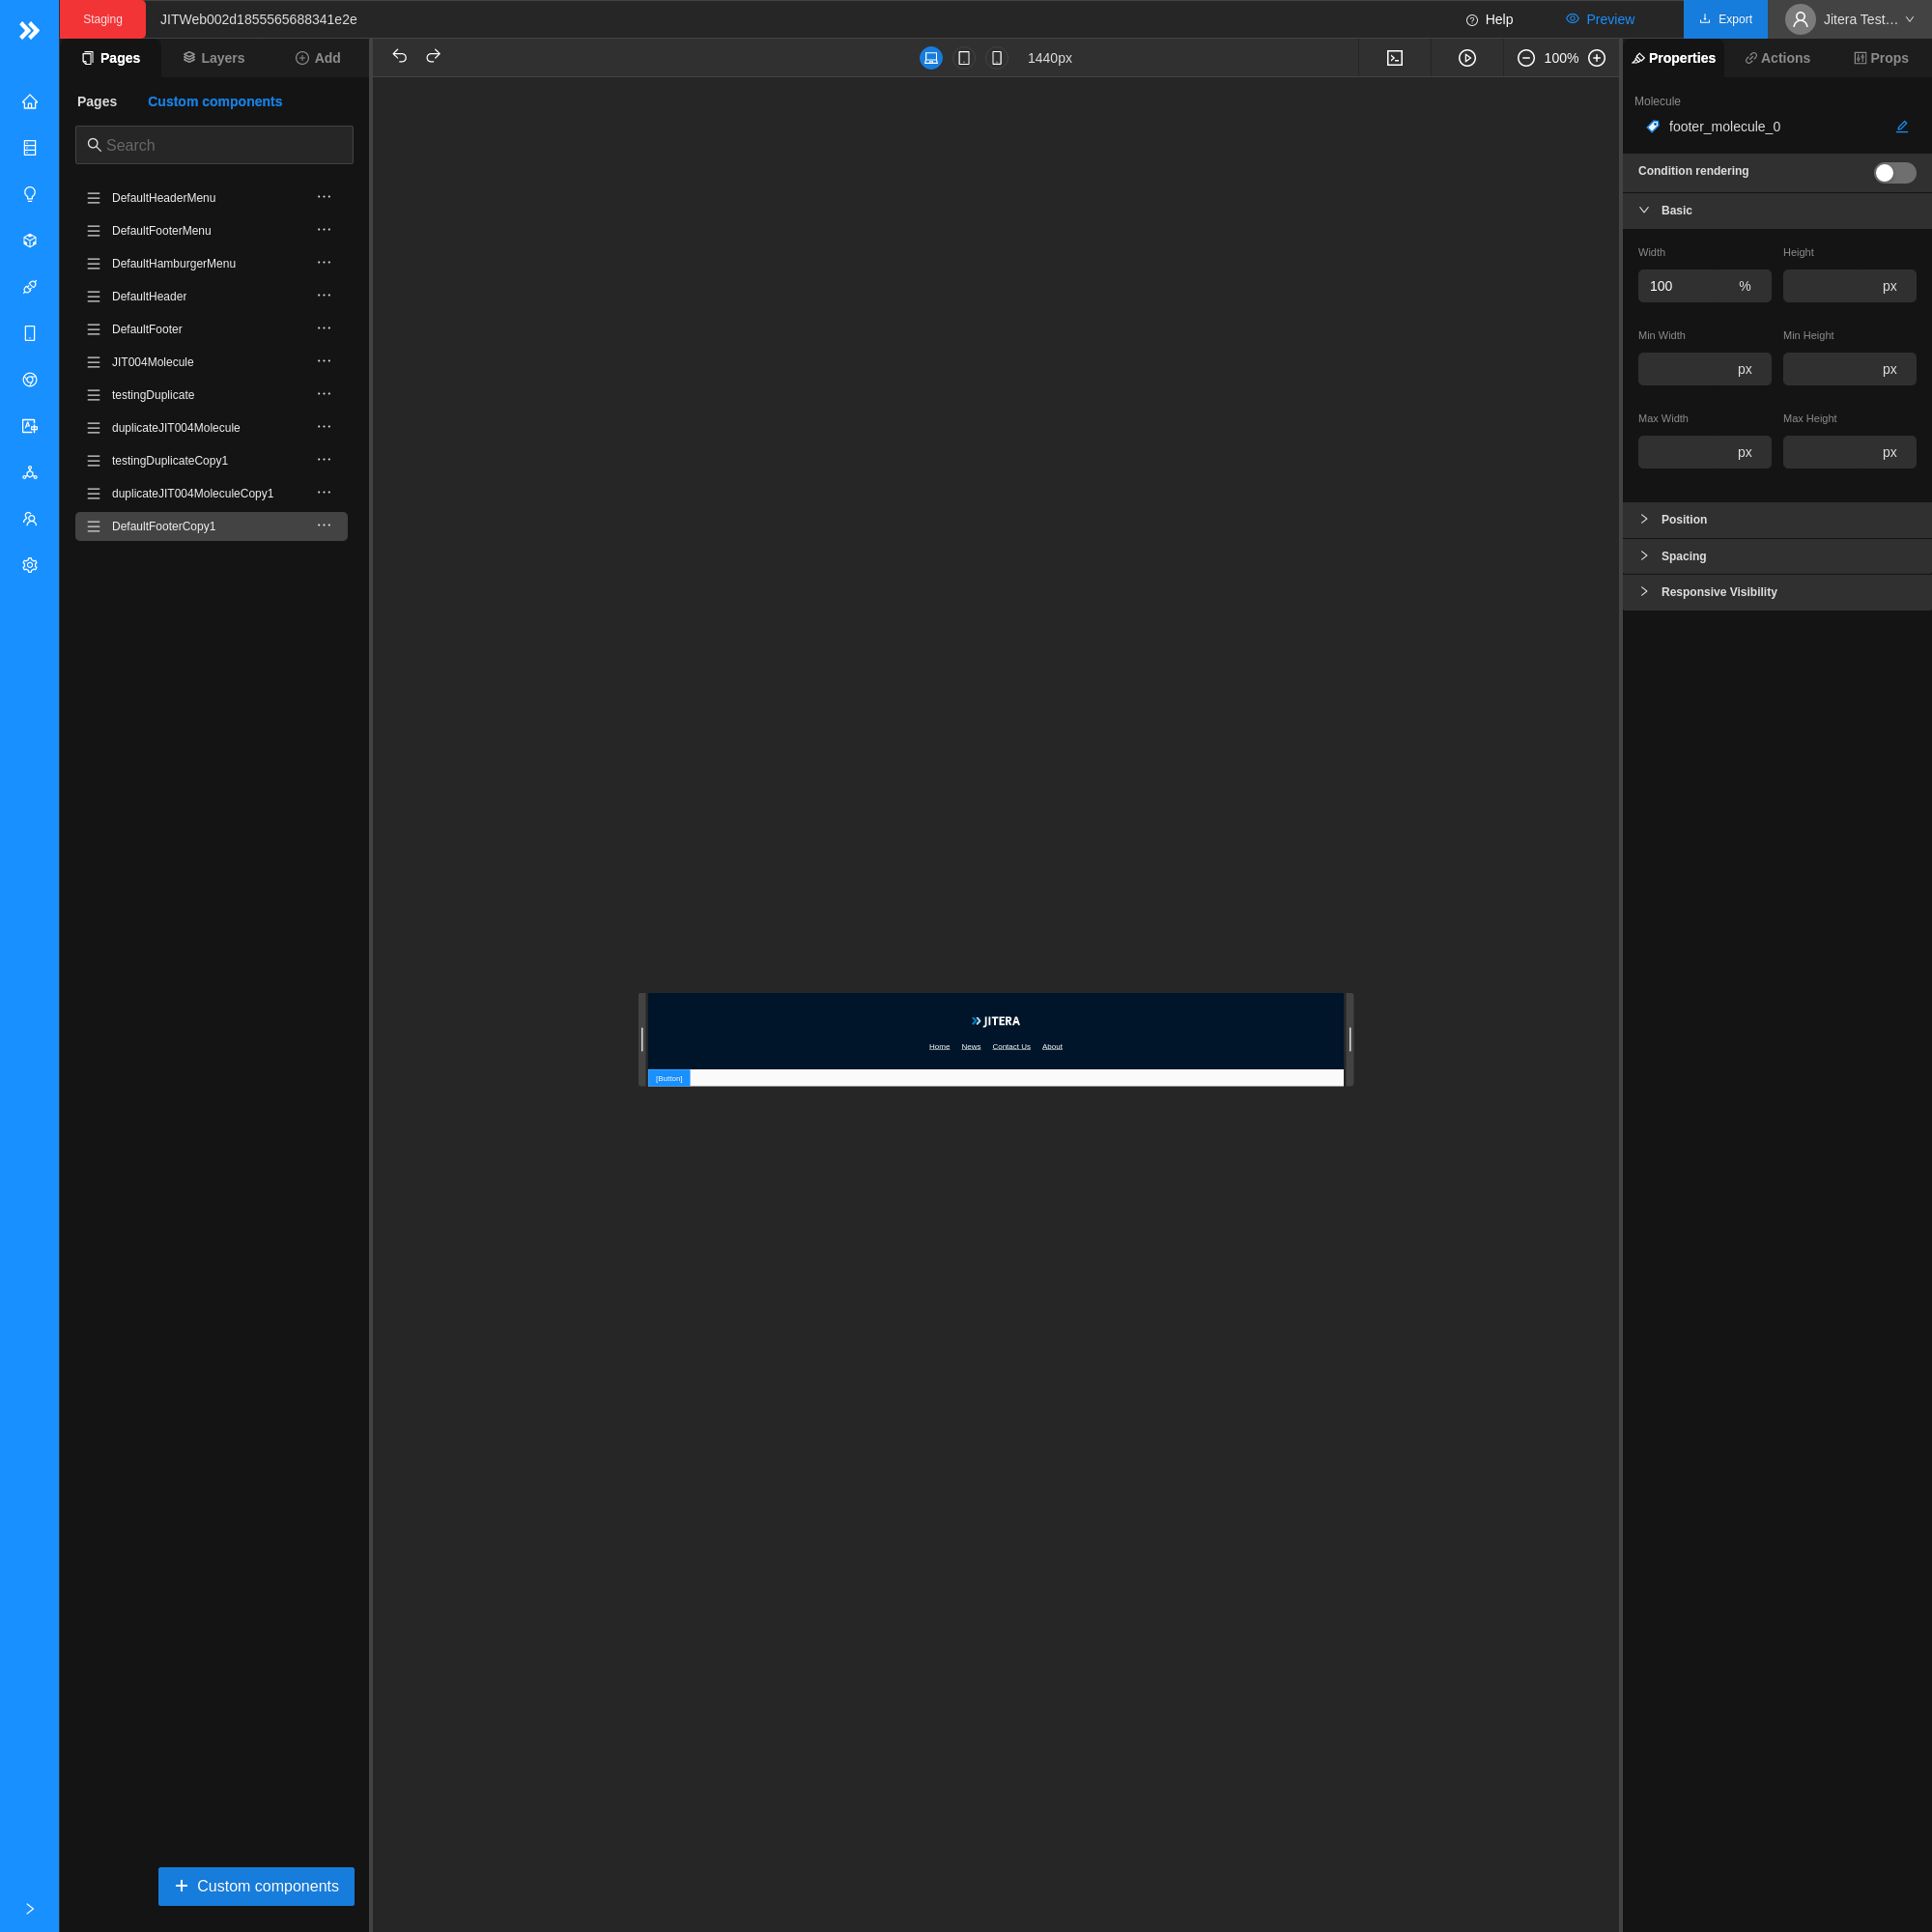 Staging
JITWeb002d1855565688341e2e
Help
Preview
Export
Jitera Test…
Pages
Layers
Add
1440px
100%
Properties
Actions
Props
Pages
Custom components
Search
DefaultHeaderMenu
DefaultFooterMenu
DefaultHamburgerMenu
DefaultHeader
DefaultFooter
JIT004Molecule
testingDuplicate
duplicateJIT004Molecule
testingDuplicateCopy1
duplicateJIT004MoleculeCopy1
DefaultFooterCopy1
Custom components
JITERA
Home News Contact Us About
[Button]
Molecule
footer_molecule_0
Condition rendering
Basic
Width Height
100 % px
Min Width Min Height
px px
Max Width Max Height
px px
Position
Spacing
Responsive Visibility